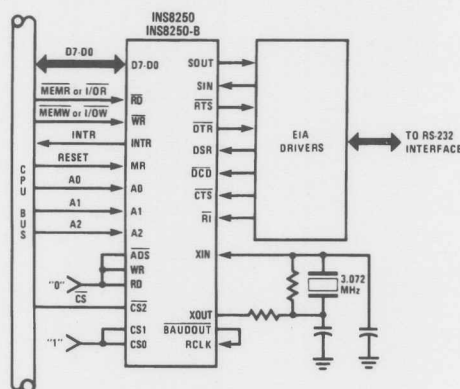 INS8250
INS8250-B
D7-D0
D7-D0
MEMR or I/OR
RD
MEMW or I/OW
WR
INTR
INTR
RESET
MR
A0
A0
A1
A1
A2
A2
ADS
WR
"0"
RD
CS
CS2
CS1
"1"
CS0
CPU BUS
SOUT
SIN
RTS
DTR
DSR
DCD
CTS
RI
XIN
XOUT
BAUDOUT
RCLK
EIA
DRIVERS
TO RS-232
INTERFACE
3.072
MHz